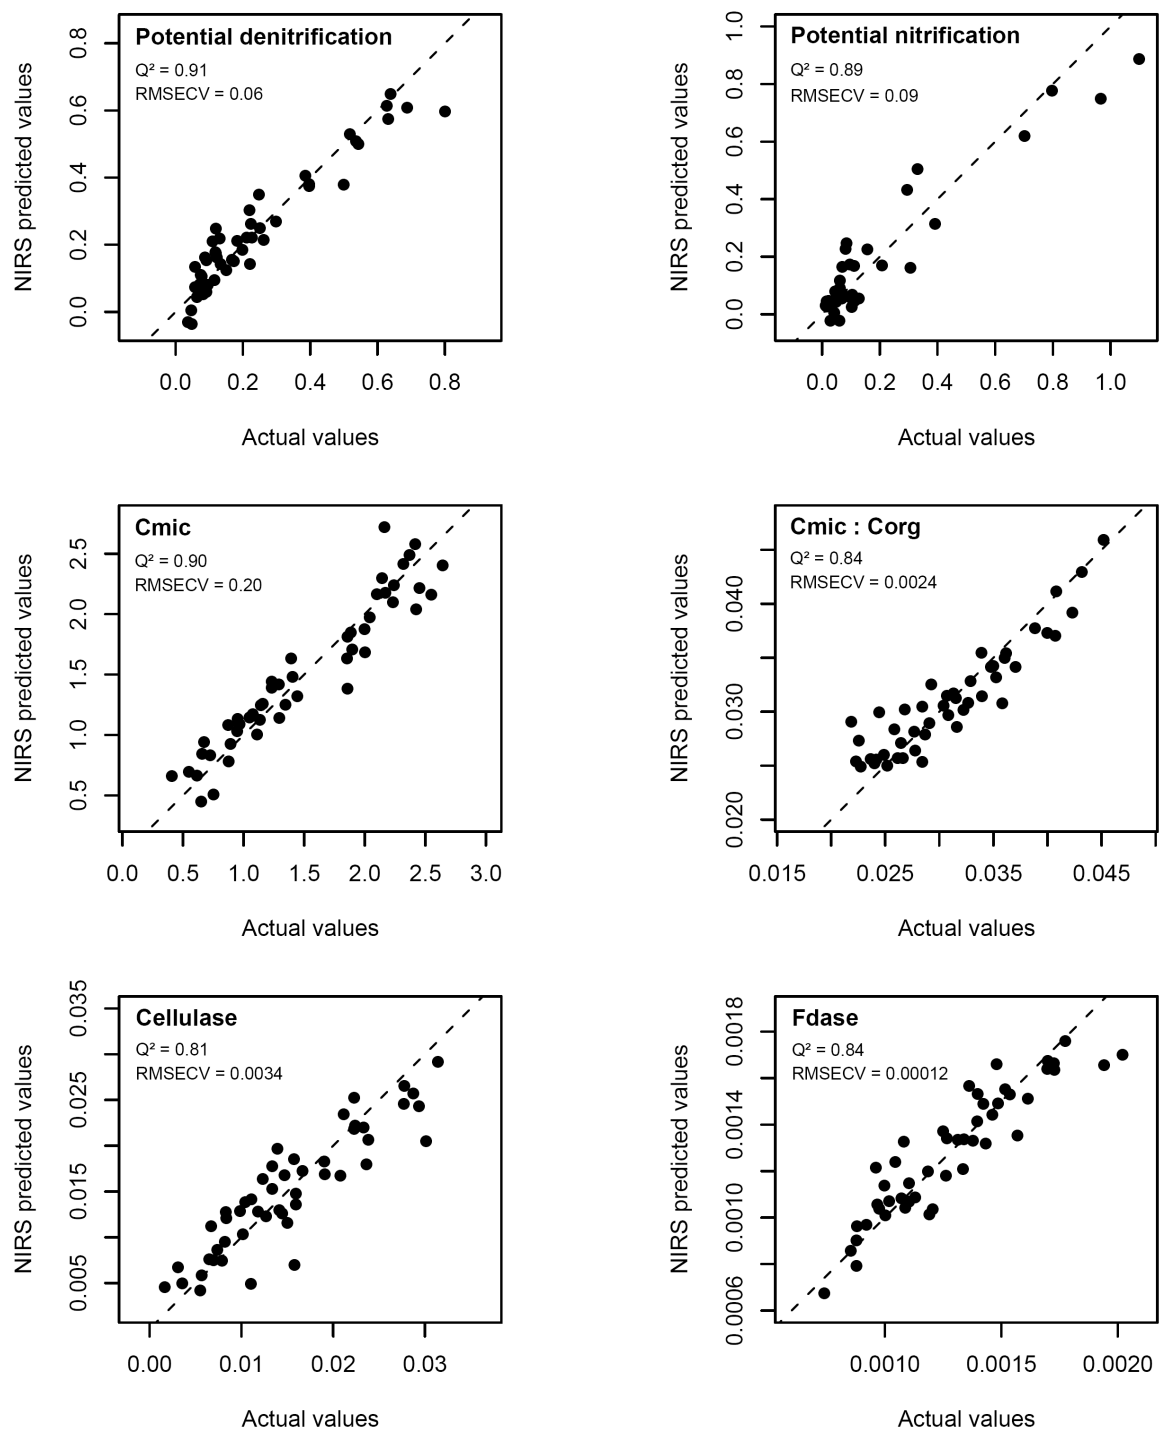 Potential denitrification
Q² = 0.91
RMSECV = 0.06
NIRS predicted values
0.0 0.2 0.4 0.6 0.8
0.0 0.2 0.4 0.6 0.8
Actual values
Potential nitrification
Q² = 0.89
RMSECV = 0.09
NIRS predicted values
0.0 0.2 0.4 0.6 0.8 1.0
0.0 0.2 0.4 0.6 0.8 1.0
Actual values
Cmic
Q² = 0.90
RMSECV = 0.20
NIRS predicted values
0.5 1.0 1.5 2.0 2.5
0.0 0.5 1.0 1.5 2.0 2.5 3.0
Actual values
Cmic : Corg
Q² = 0.84
RMSECV = 0.0024
NIRS predicted values
0.020 0.030 0.040
0.015 0.025 0.035 0.045
Actual values
Cellulase
Q² = 0.81
RMSECV = 0.0034
NIRS predicted values
0.005 0.015 0.025 0.035
0.00 0.01 0.02 0.03
Actual values
Fdase
Q² = 0.84
RMSECV = 0.00012
NIRS predicted values
0.0006 0.0010 0.0014 0.0018
0.0010 0.0015 0.0020
Actual values